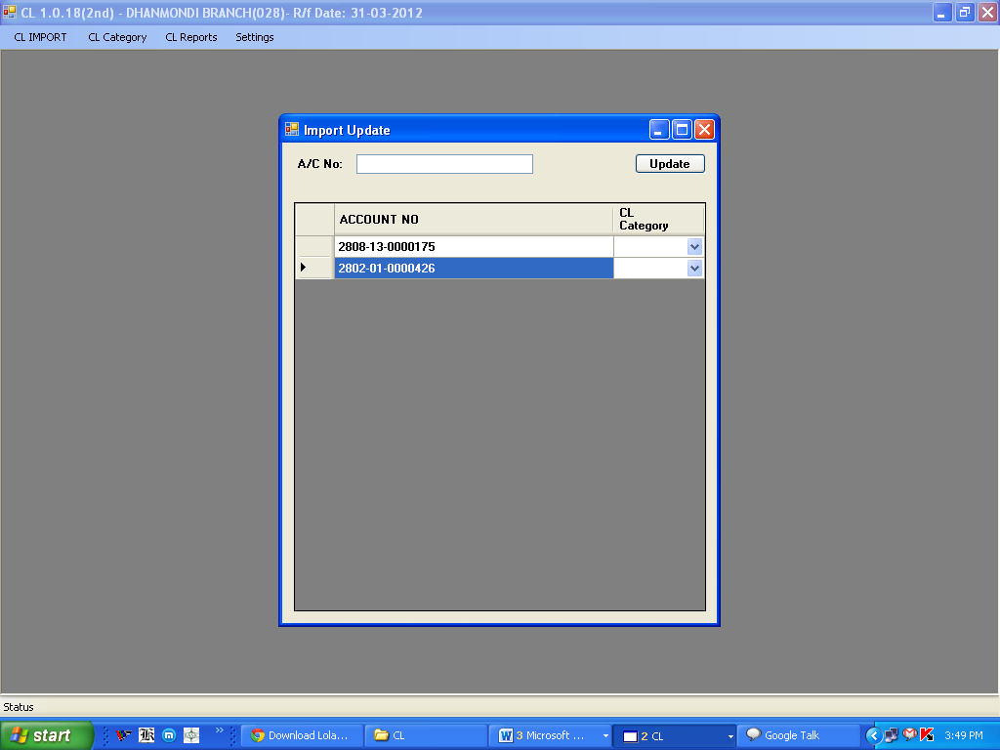 CL 1.0.18(2nd) - DHANMONDI BRANCH(028)- R/f Date: 31-03-2012
CL IMPORT CL Category CL Reports Settings
Import Update
A/C No: Update
ACCOUNT NO CL Category
2808-13-0000175
2802-01-0000426
Status
start Download Lola... CL 3 Microsoft ... 2 CL Google Talk 3:49 PM